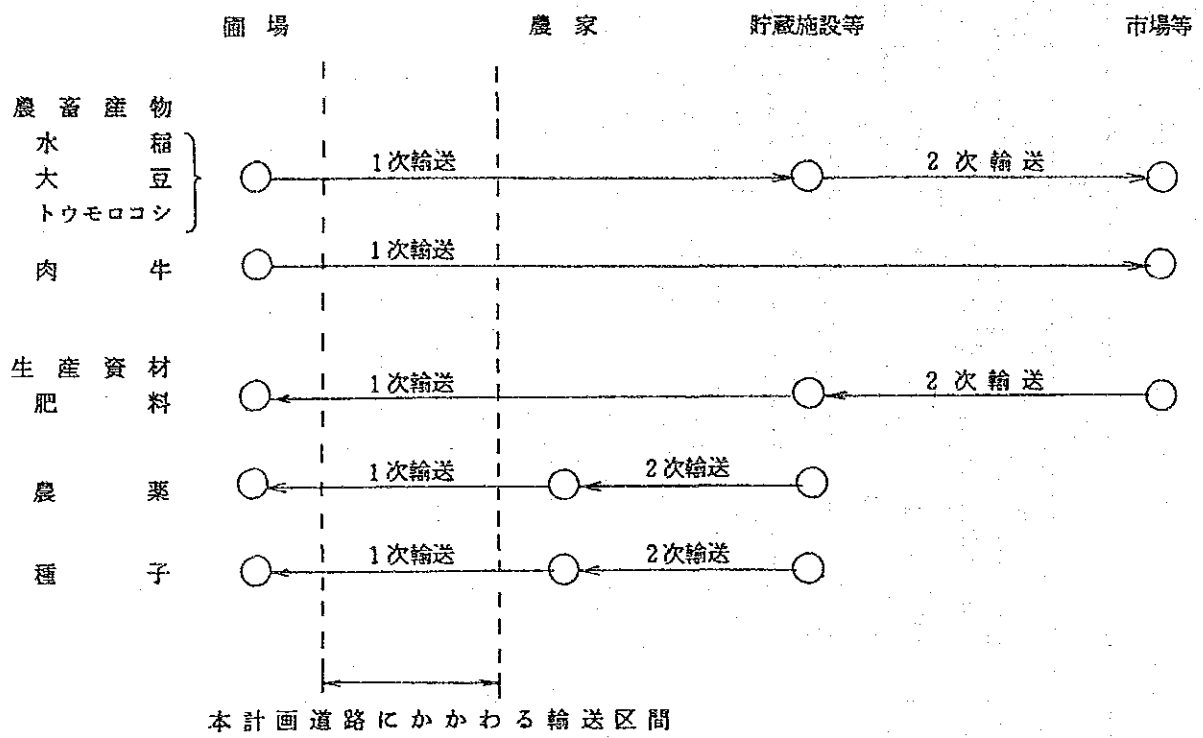 圃場 農家 貯蔵施設等 市場等
農畜産物
水稲
1次輸送 2次輸送
大豆
トウモロコシ
1次輸送
肉牛
生産資材
1次輸送 2次輸送
肥料
1次輸送 2次輸送
農薬
1次輸送 2次輸送
種子
本計画道路にかかわる輸送区間